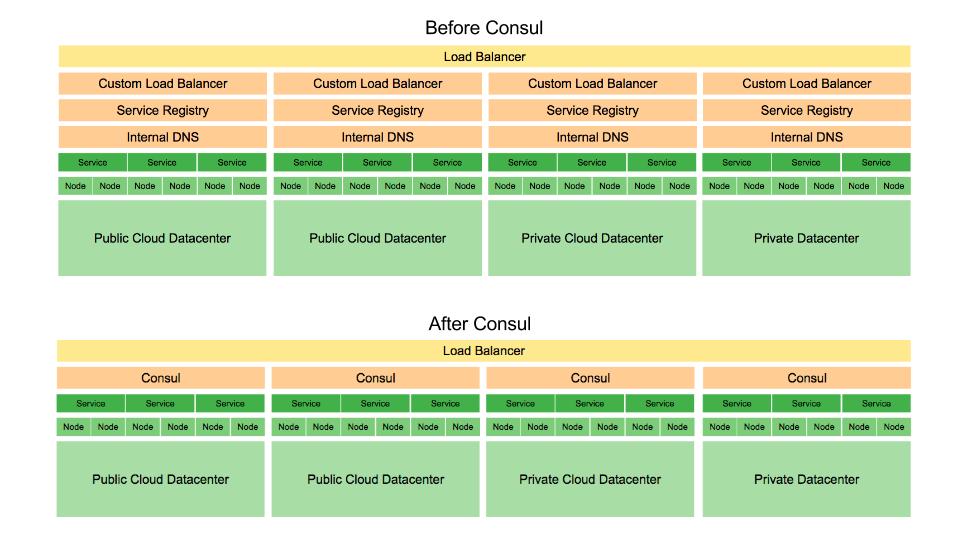 Before Consul
Load Balancer
Custom Load Balancer Custom Load Balancer Custom Load Balancer Custom Load Balancer
Service Registry Service Registry Service Registry Service Registry
Internal DNS Internal DNS Internal DNS Internal DNS
Service Service Service Service Service Service Service Service Service Service Service Service
Node Node Node Node Node Node Node Node Node Node Node Node Node Node Node Node Node Node Node Node Node Node Node Node
Public Cloud Datacenter Public Cloud Datacenter Private Cloud Datacenter Private Datacenter
After Consul
Load Balancer
Consul Consul Consul Consul
Service Service Service Service Service Service Service Service Service Service Service Service
Node Node Node Node Node Node Node Node Node Node Node Node Node Node Node Node Node Node Node Node Node Node Node Node
Public Cloud Datacenter Public Cloud Datacenter Private Cloud Datacenter Private Datacenter